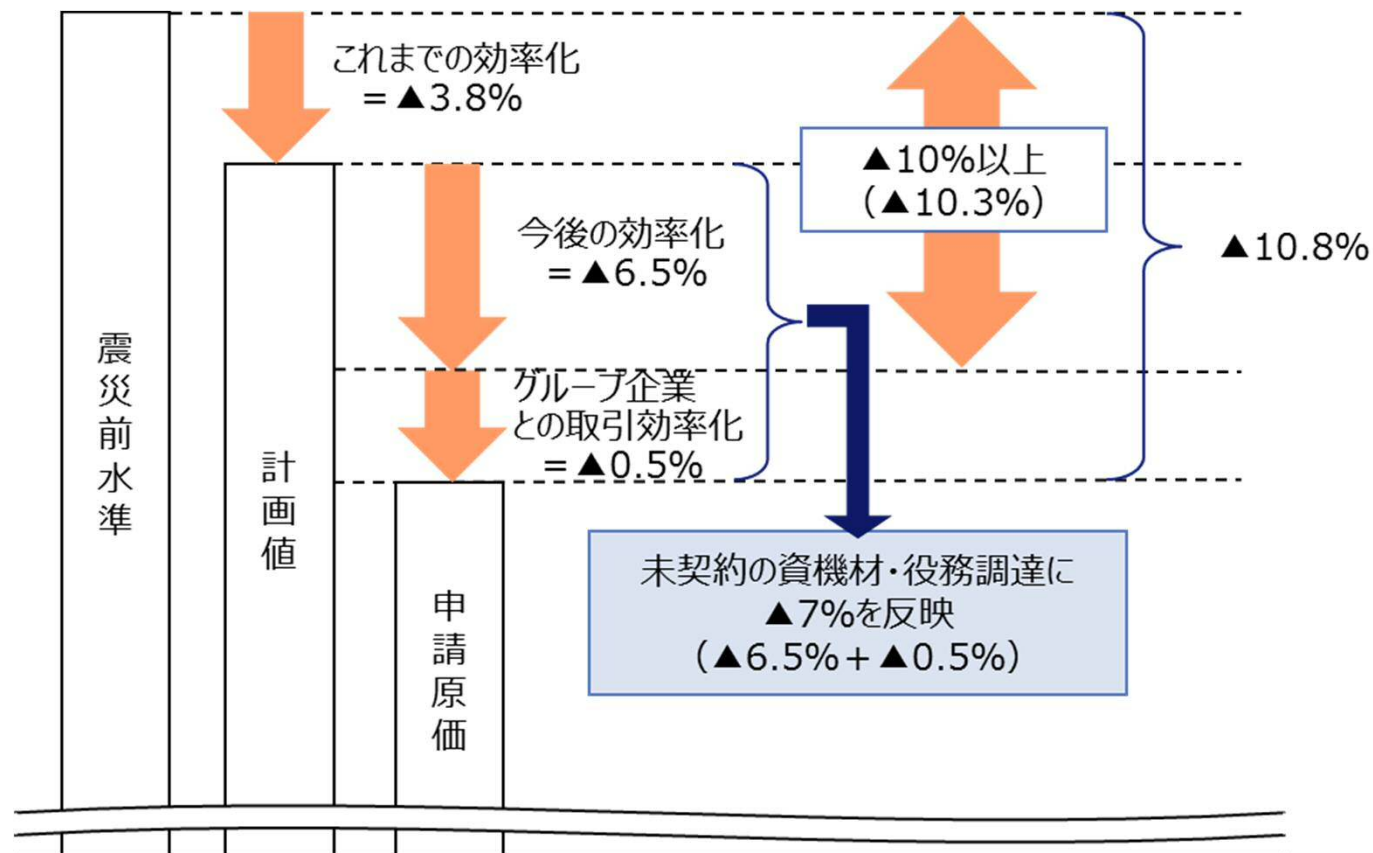 これまでの効率化
= ▲3.8%
▲10%以上
(▲10.3%)
今後の効率化
= ▲6.5%
▲10.8%
グループ企業
との取引効率化
= ▲0.5%
震災前水準
計画値
申請原価
未契約の資機材・役務調達に
▲7%を反映
(▲6.5%+▲0.5%)